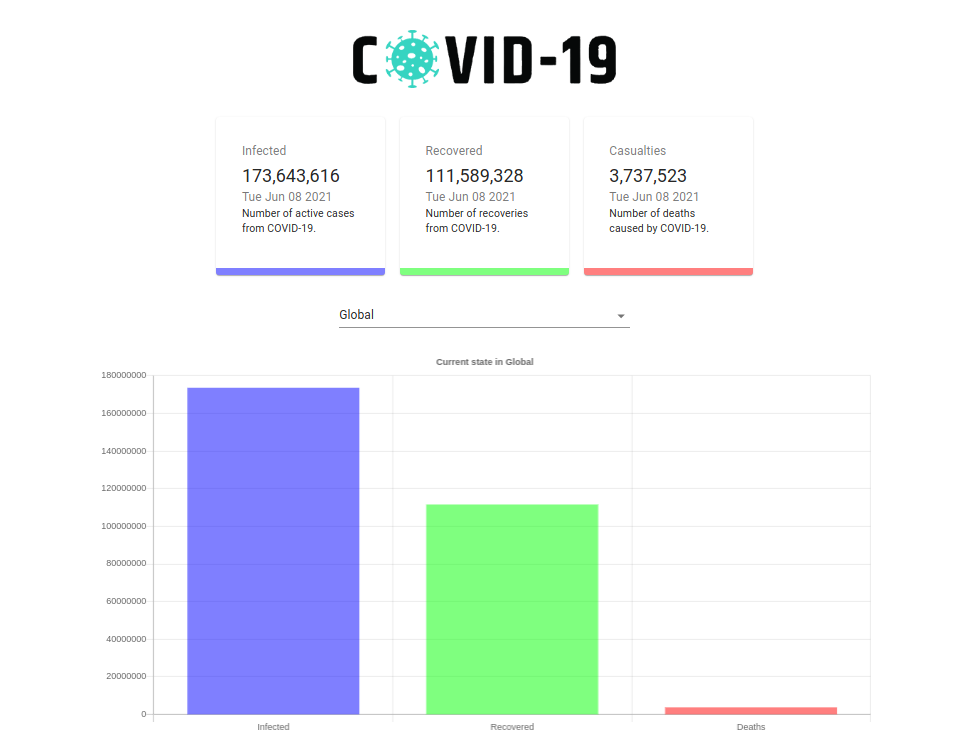 COVID-19
Infected
173,643,616
Tue Jun 08 2021
Number of active cases
from COVID-19.
Recovered
111,589,328
Tue Jun 08 2021
Number of recoveries
from COVID-19.
Casualties
3,737,523
Tue Jun 08 2021
Number of deaths
caused by COVID-19.
Global
Current state in Global
180000000
160000000
140000000
120000000
100000000
80000000
60000000
40000000
20000000
0
Infected
Recovered
Deaths